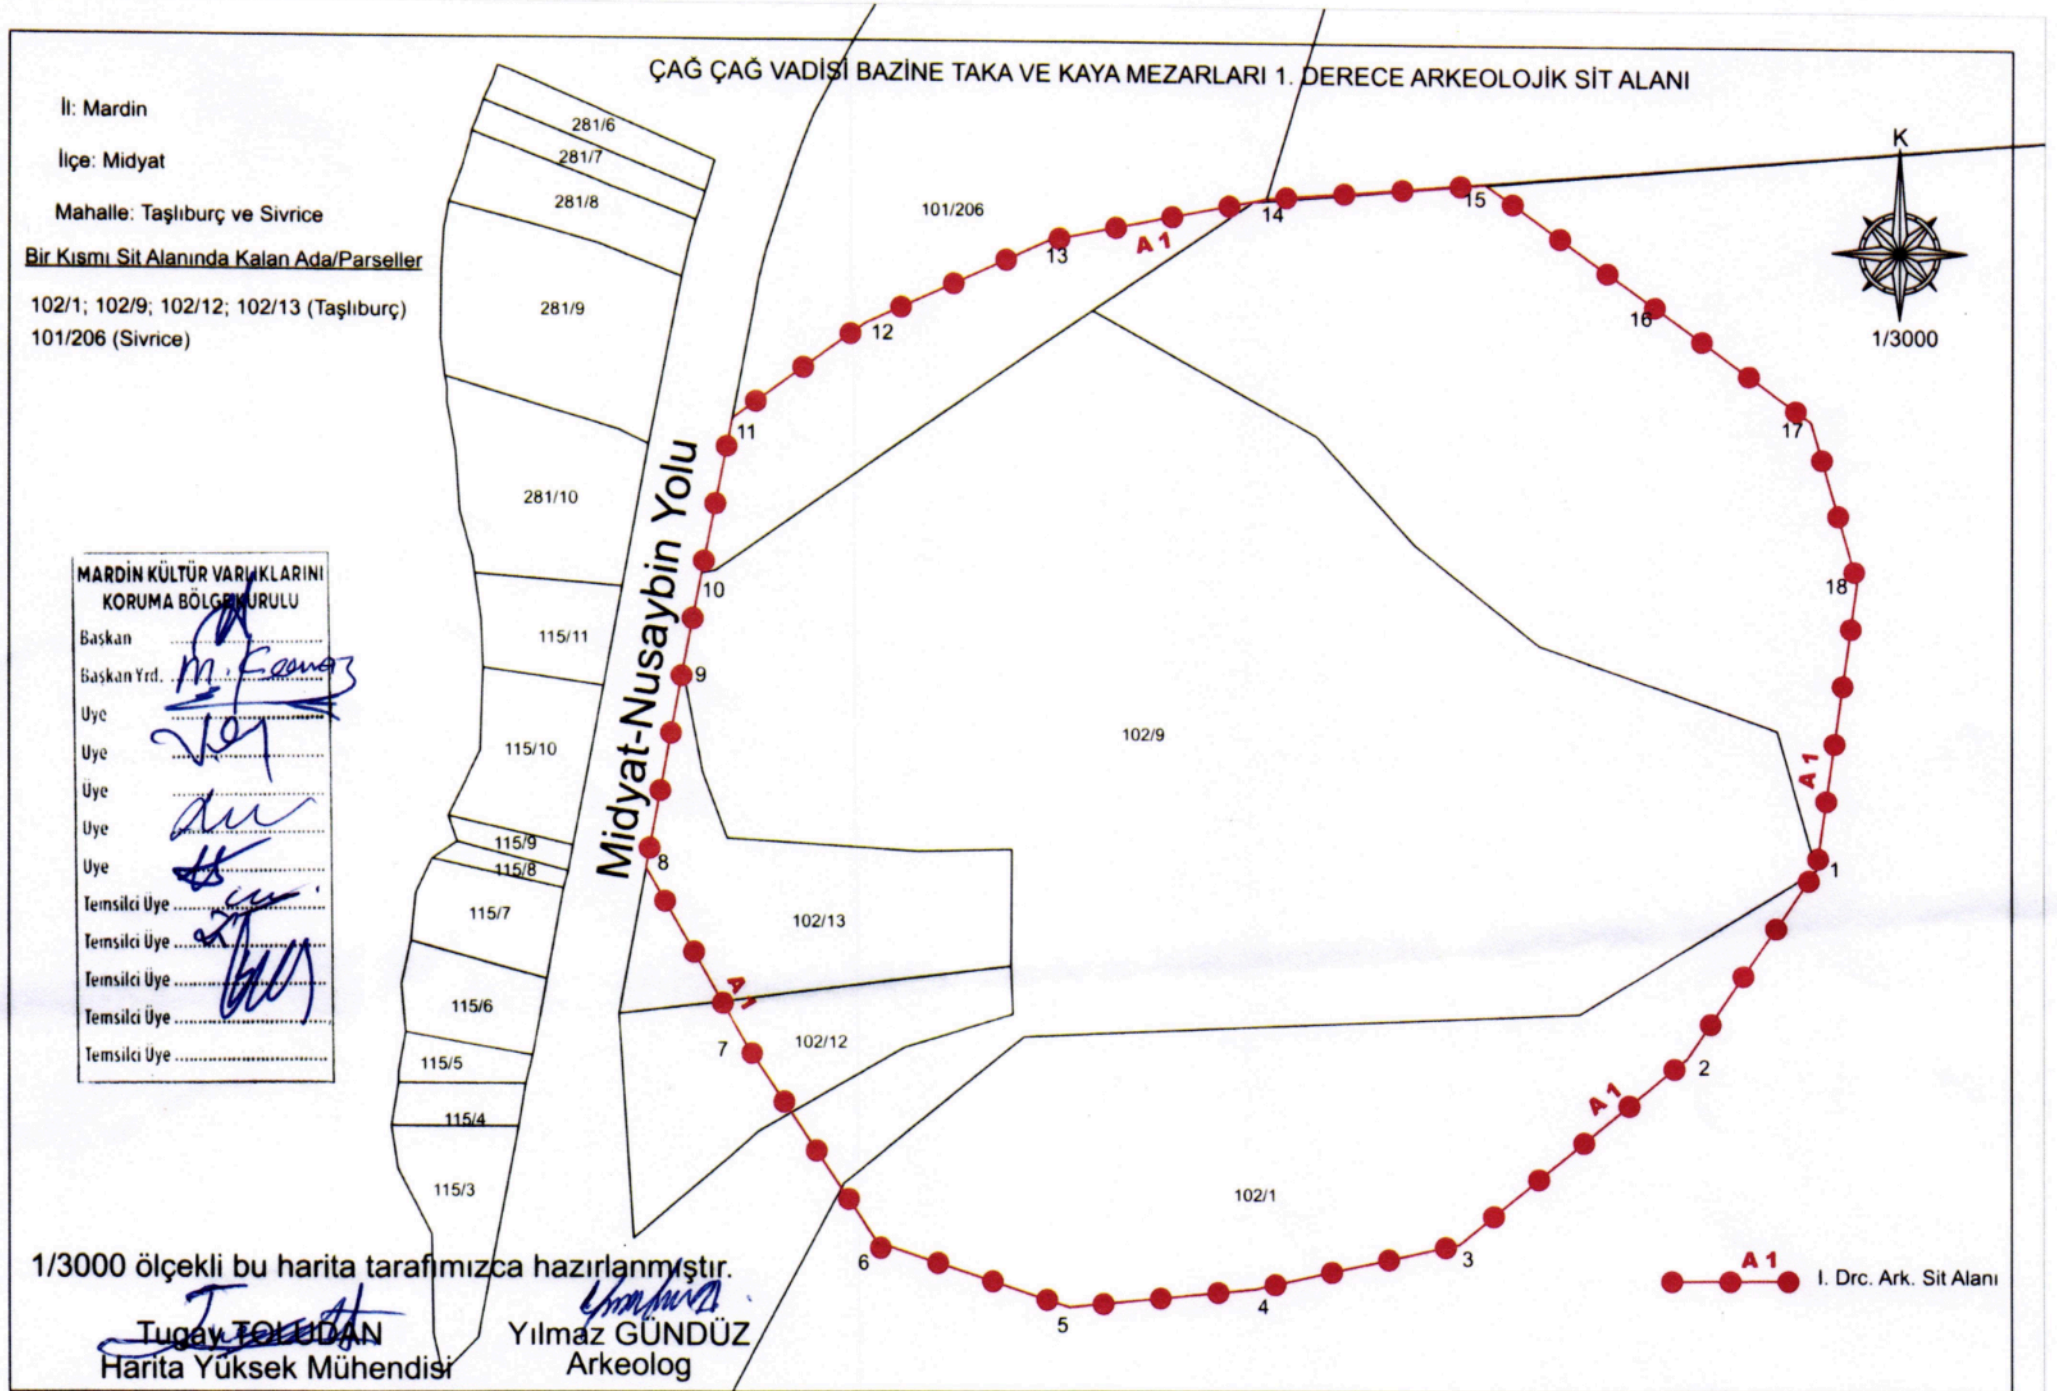 ÇAĞ ÇAĞ VADİSİ BAZİNE TAKA VE KAYA MEZARLARI 1. DERECE ARKEOLOJİK SİT ALANI
İl: Mardin
İlçe: Midyat
Mahalle: Taşlıburç ve Sivrice
Bir Kısmı Sit Alanında Kalan Ada/Parseller
102/1; 102/9; 102/12; 102/13 (Taşlıburç)
101/206 (Sivrice)
K
1/3000
281/6
281/7
281/8
281/9
281/10
115/11
115/10
115/9
115/8
115/7
115/6
115/5
115/4
115/3
Midyat-Nusaybin Yolu
101/206
102/9
102/13
102/12
102/1
1
2
3
4
5
6
7
8
9
10
11
12
13
14
15
16
17
18
A 1
A 1
A 1
A 1
MARDİN KÜLTÜR VARLIKLARINI
KORUMA BÖLGE KURULU
Başkan
Başkan Yrd.
Üye
Üye
Üye
Üye
Üye
Temsilci Üye
Temsilci Üye
Temsilci Üye
Temsilci Üye
Temsilci Üye
1/3000 ölçekli bu harita tarafımızca hazırlanmıştır.
Tugay TOLUDAN
Harita Yüksek Mühendisi
Yılmaz GÜNDÜZ
Arkeolog
A 1
I. Drc. Ark. Sit Alanı